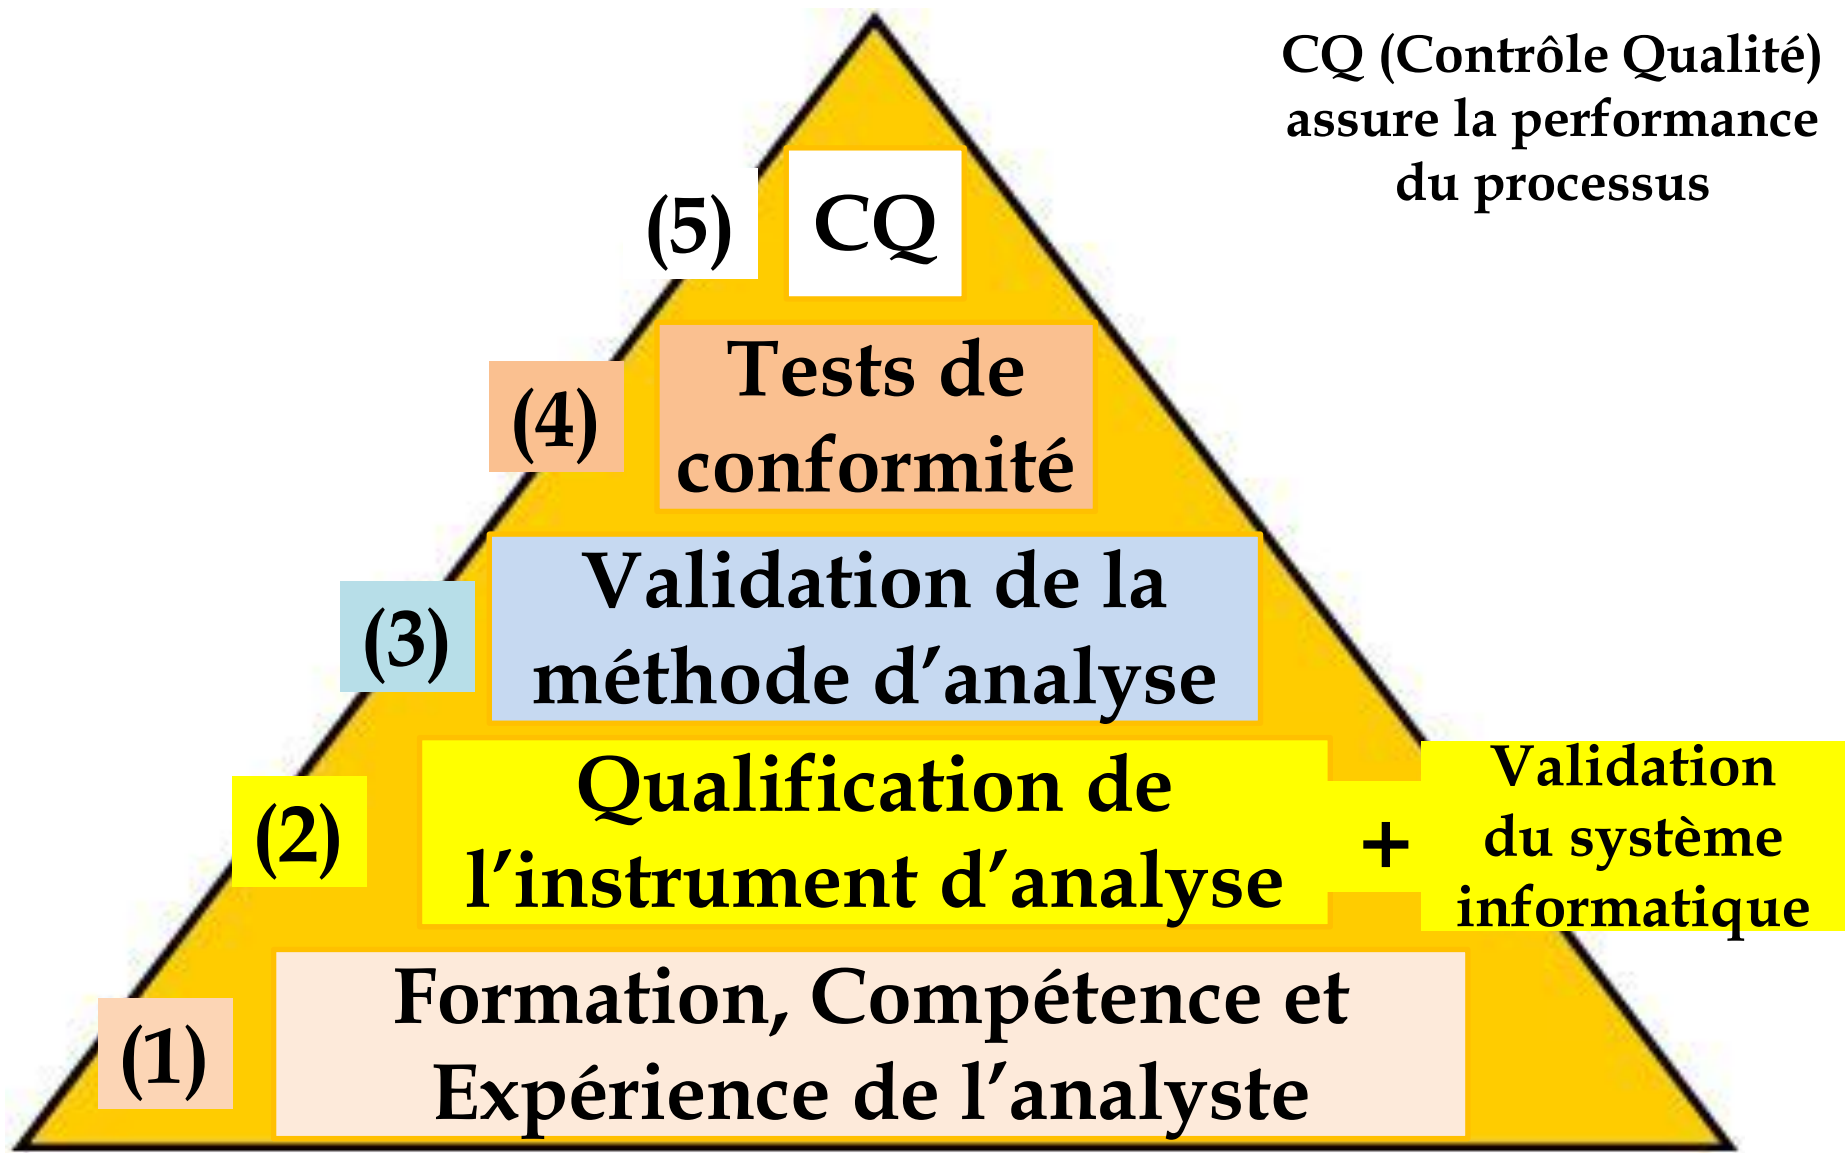 CQ (Contrôle Qualité)
assure la performance
du processus
(5)
CQ
(4)
Tests de
conformité
(3)
Validation de la
méthode d’analyse
(2)
Qualification de
l’instrument d’analyse
+
Validation
du système
informatique
(1)
Formation, Compétence et
Expérience de l’analyste